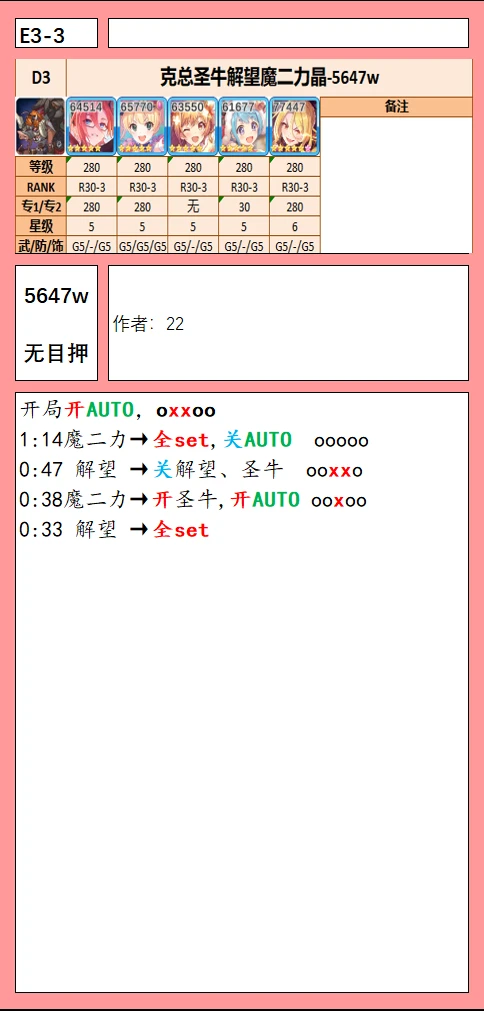 E3-3
D3 克总圣牛解望魔二力晶-5647w
64514 65770 63550 61677 77447 备注
等级 280 280 280 280 280
RANK R30-3 R30-3 R30-3 R30-3 R30-3
专1/专2 280 280 无 30 280
星级 5 5 5 5 6
武/防/饰 G5/-/G5 G5/G5/G5 G5/-/G5 G5/-/G5 G5/-/G5
5647w
无目押
作者：22
开局开AUTO, oxxoo
1:14魔二力→全set,关AUTO ooooo
0:47 解望 →关解望、圣牛 ooxxo
0:38魔二力→开圣牛,开AUTO ooxoo
0:33 解望 →全set